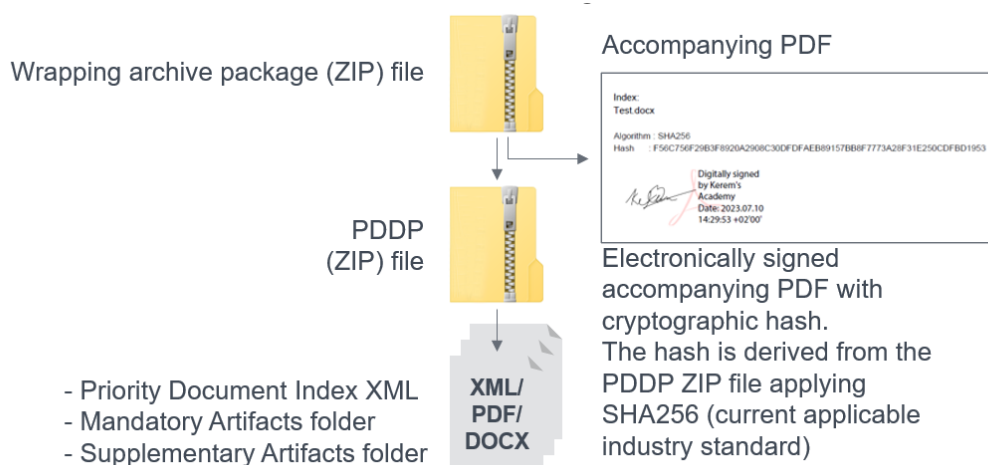 Wrapping archive package (ZIP) file
Accompanying PDF
Index:
Test.docx
Algorithm : SHA256
Hash : F56C756F29B3F8920A2908C30DFDFAEB89157BB8F7773A28F31E250CDFBD1953
Digitally signed
by Kerem's
Academy
Date: 2023.07.10
14:29:53 +02'00'
PDDP
(ZIP) file
Electronically signed
accompanying PDF with
cryptographic hash.
The hash is derived from the
PDDP ZIP file applying
SHA256 (current applicable
industry standard)
XML/
PDF/
DOCX
- Priority Document Index XML
- Mandatory Artifacts folder
- Supplementary Artifacts folder